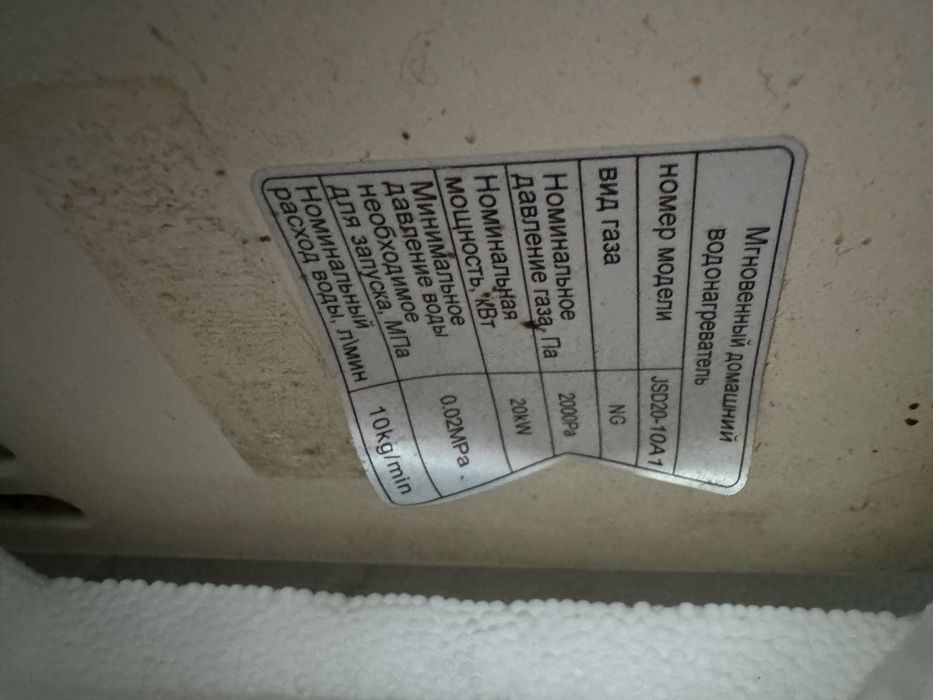 Мгновенный домашний
водонагреватель
номер модели JSD20-10A1
вид газа NG
Номинальное
давление газа, Па 2000Pa
Номинальная
мощность, кВт 20kW
Минимальное
давление воды
необходимое
для запуска, МПа 0.02MPa
Номинальный
расход воды, л\мин 10kg/min